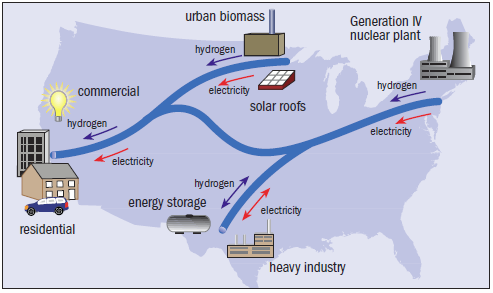 urban biomass
Generation IV
nuclear plant
hydrogen
commercial
electricity
solar roofs
hydrogen
hydrogen
electricity
electricity
hydrogen
energy storage
electricity
residential
heavy industry